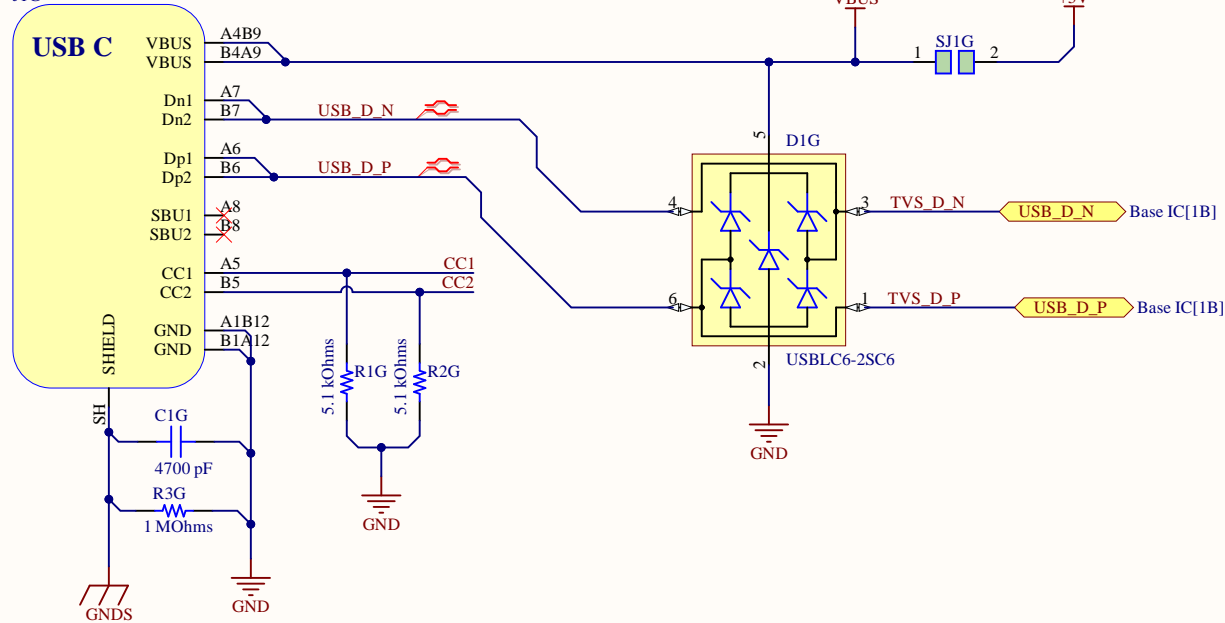 VBUS
+5V
USB C
VBUS
A4B9
VBUS
B4A9
SJ1G
1
2
Dn1
A7
Dn2
B7
USB_D_N
5
D1G
Dp1
A6
Dp2
B6
USB_D_P
SBU1
A8
SBU2
B8
4
3
TVS_D_N
USB_D_N
Base IC[1B]
CC1
A5
CC1
CC2
B5
CC2
6
1
TVS_D_P
USB_D_P
Base IC[1B]
GND
A1B12
GND
B1A12
SHIELD
SH
2
USBLC6-2SC6
5.1 kOhms
R1G
5.1 kOhms
R2G
C1G
4700 pF
GND
R3G
1 MOhms
GND
GNDS
GND